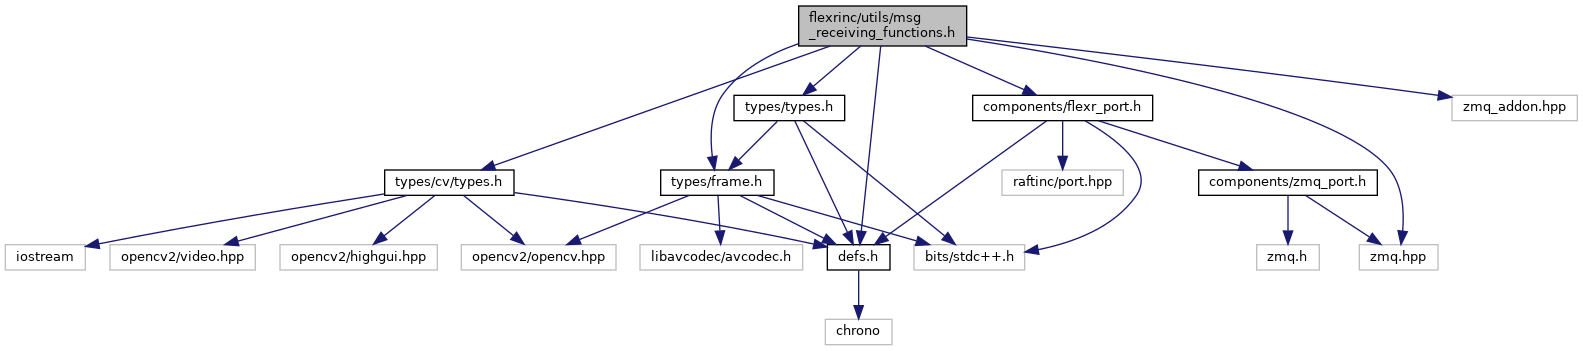 flexrinc/utils/msg
_receiving_functions.h
types/types.h
components/flexr_port.h
zmq_addon.hpp
types/cv/types.h
types/frame.h
raftinc/port.hpp
components/zmq_port.h
iostream
opencv2/video.hpp
opencv2/highgui.hpp
opencv2/opencv.hpp
libavcodec/avcodec.h
defs.h
bits/stdc++.h
zmq.h
zmq.hpp
chrono